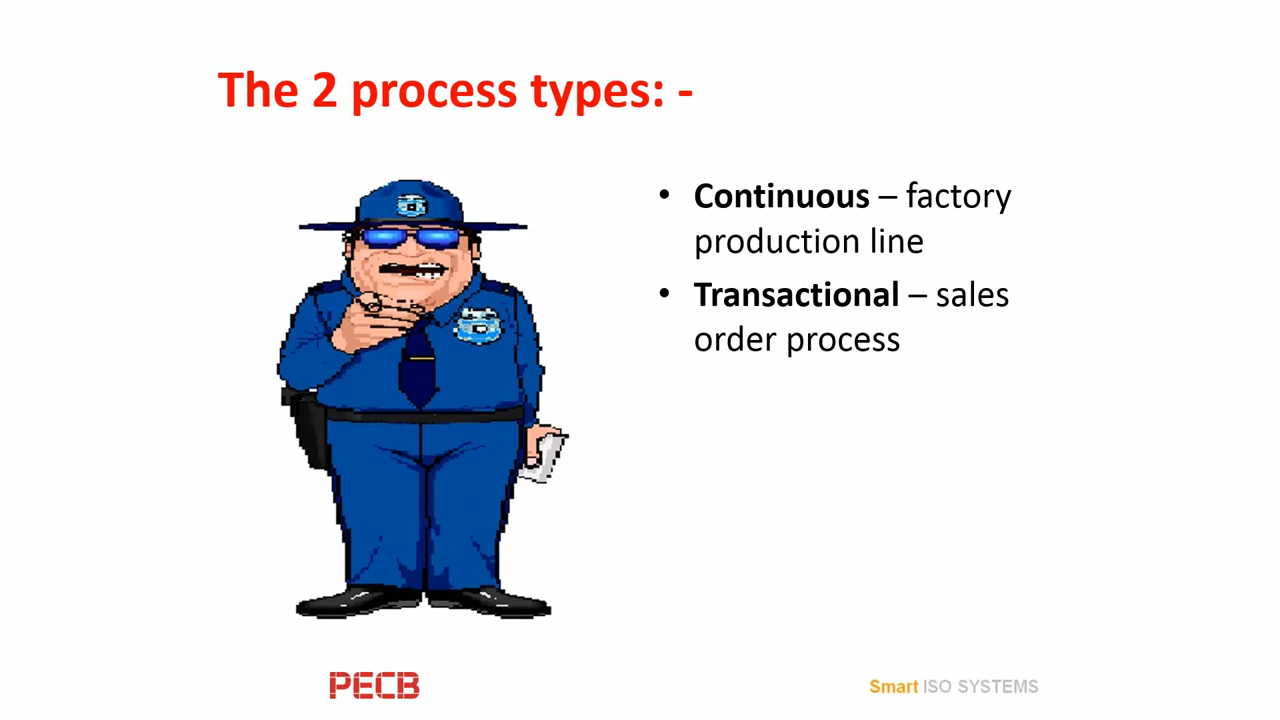 The 2 process types: -
• Continuous – factory
production line
• Transactional – sales
order process
PECB
Smart ISO SYSTEMS